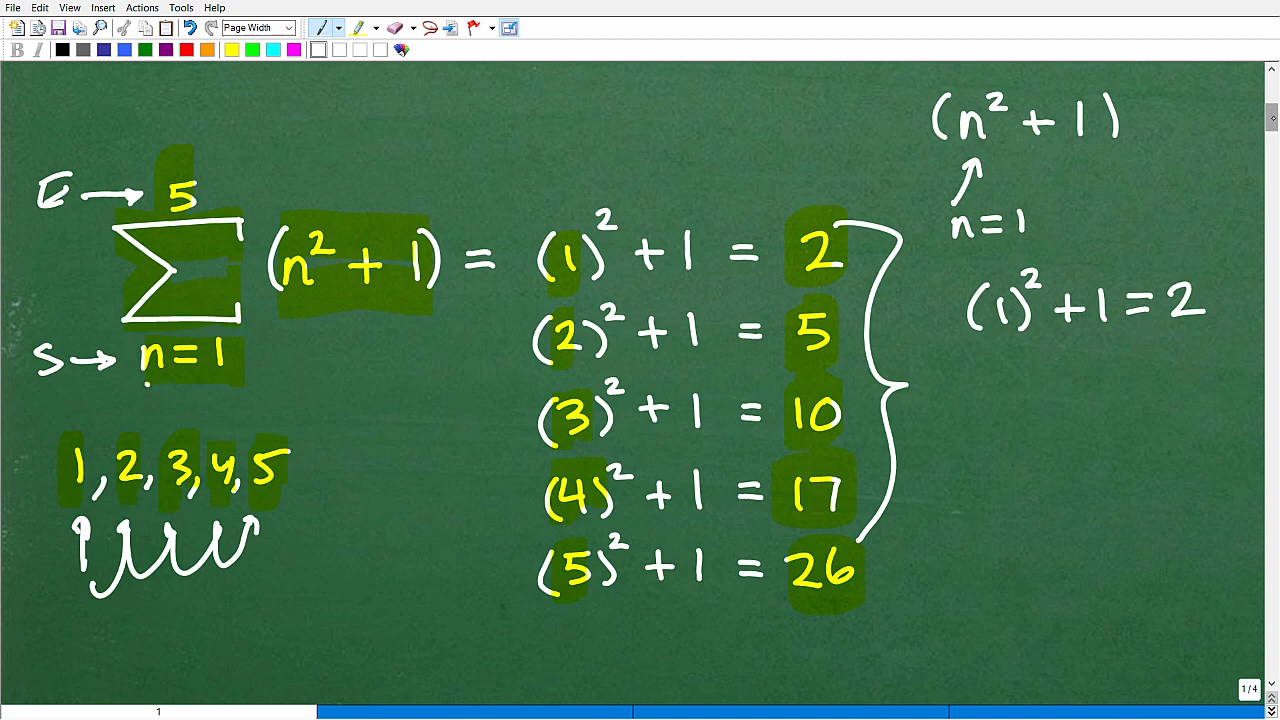 File Edit View Insert Actions Tools Help
Page Width
B I
(n² + 1)
E → 5
n = 1
∑ (n² + 1) = (1)² + 1 = 2
(1)² + 1 = 2
(2)² + 1 = 5
S → n = 1
(3)² + 1 = 10
1, 2, 3, 4, 5
(4)² + 1 = 17
(5)² + 1 = 26
1/4
1